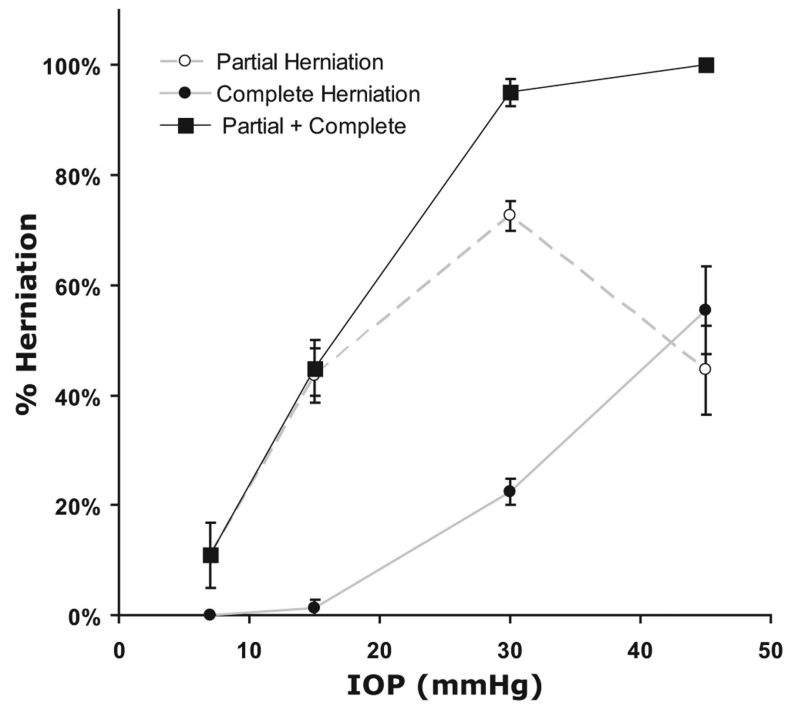 Partial Herniation
Complete Herniation
Partial + Complete
100%
80%
60%
40%
20%
0%
% Herniation
0 10 20 30 40 50
IOP (mmHg)